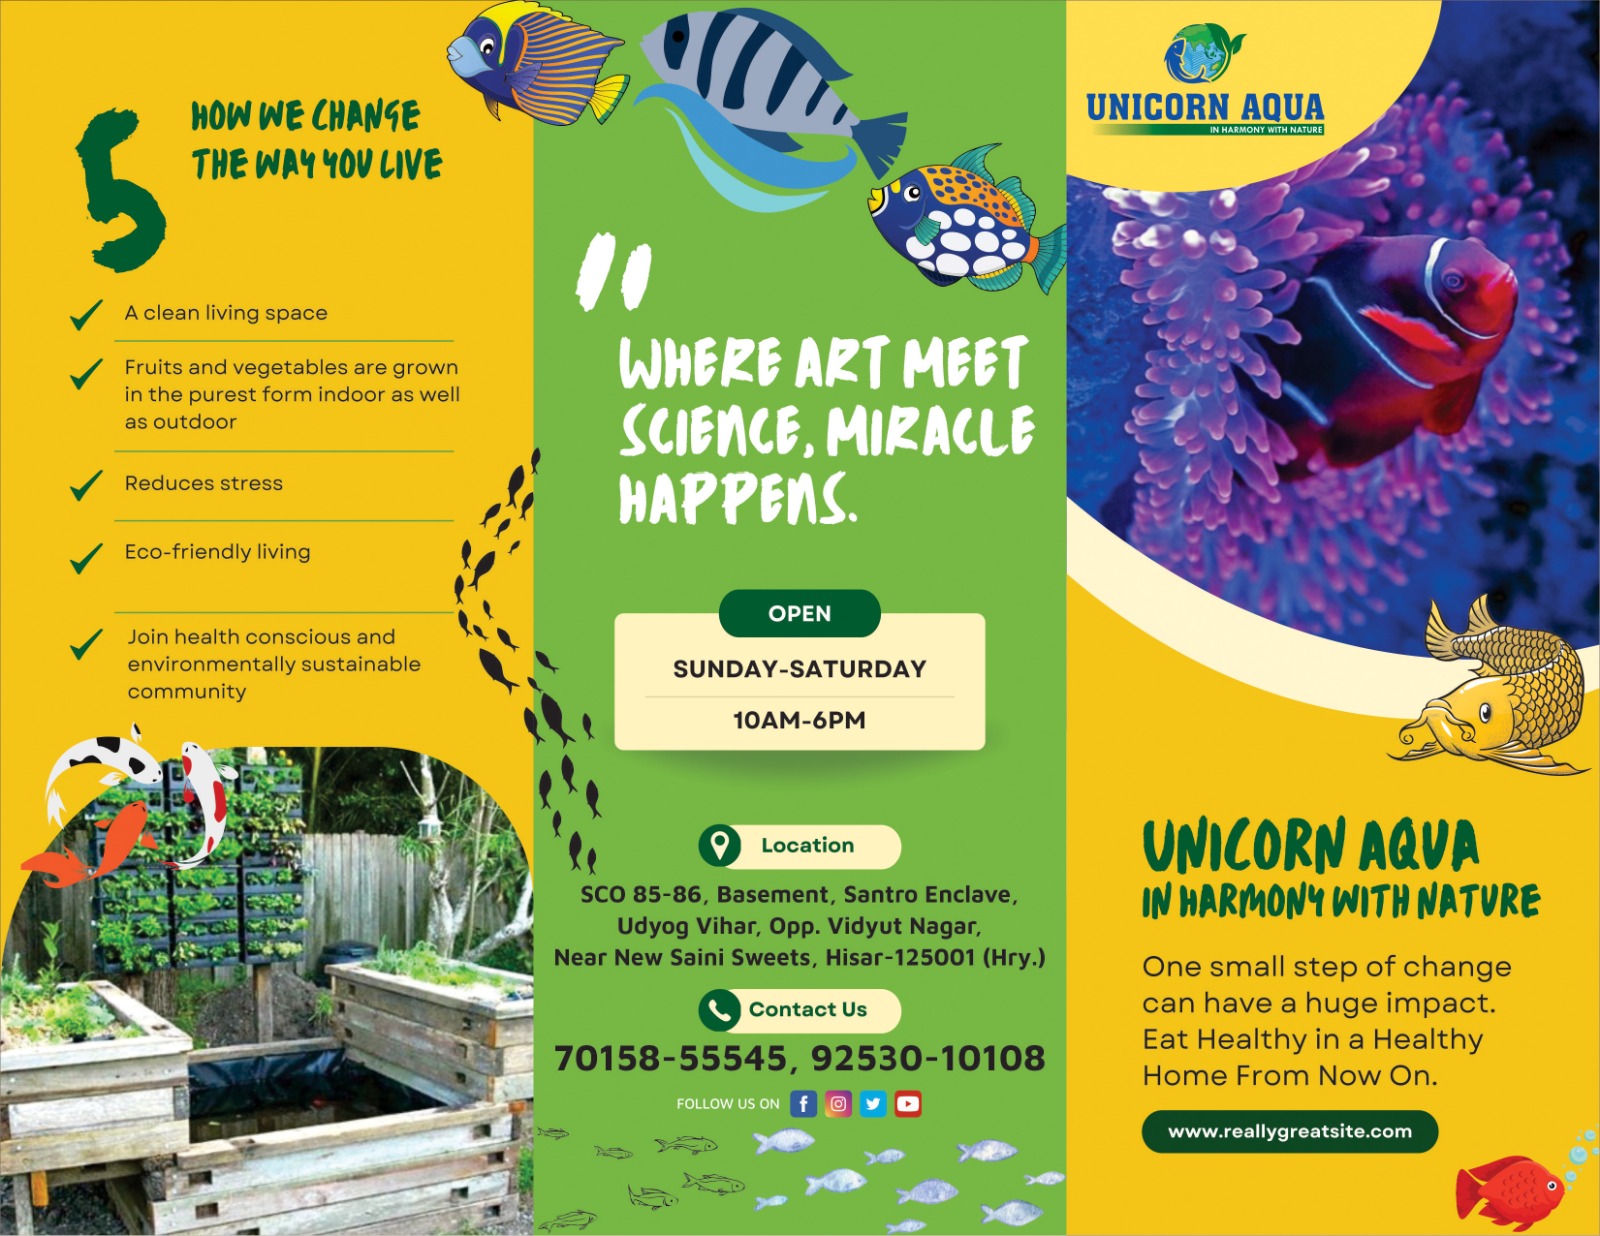 5
HOW WE CHANGE
THE WAY YOU LIVE
A clean living space
Fruits and vegetables are grown
in the purest form indoor as well
as outdoor
Reduces stress
Eco-friendly living
Join health conscious and
environmentally sustainable
community
"
WHERE ART MEET
SCIENCE, MIRACLE
HAPPENS.
OPEN
SUNDAY-SATURDAY
10AM-6PM
Location
SCO 85-86, Basement, Santro Enclave,
Udyog Vihar, Opp. Vidyut Nagar,
Near New Saini Sweets, Hisar-125001 (Hry.)
Contact Us
70158-55545, 92530-10108
FOLLOW US ON
UNICORN AQUA
IN HARMONY WITH NATURE
UNICORN AQUA
IN HARMONY WITH NATURE
One small step of change
can have a huge impact.
Eat Healthy in a Healthy
Home From Now On.
www.reallygreatsite.com